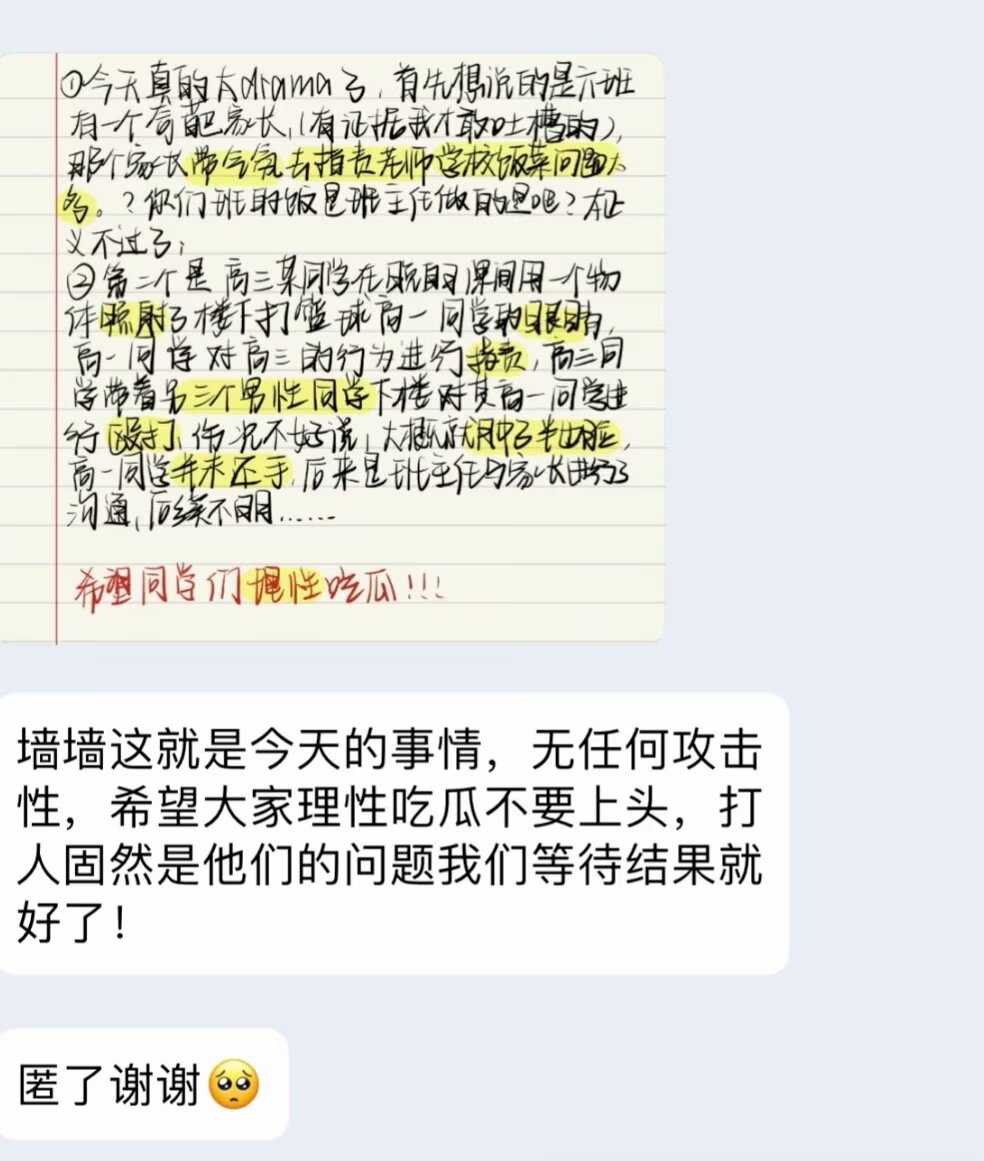 ①今天真的太drama了，首先想说的是六班
有一个奇葩家长，(有证据我才敢吐槽的)，
那个家长带命氛去指责老师学校饭菜问题太
多。？你们班的饭是班主任做的是吧？太正
义不过了；
②第二个是高三某同学在晚自习课间用一个物
体照射了楼下打篮球高一同学的眼睛，
高一同学对高三的行为进行指责，高三同
学带着另三个男性同学下楼对其高一同学进
行殴打，伤况不好说，大概就肿了半边脸，
高一同学并未还手，后来是班主任与家长进行了
沟通，后续不明……
希望同学们理性吃瓜!!!
墙墙这就是今天的事情，无任何攻击
性，希望大家理性吃瓜不要上头，打
人固然是他们的问题我们等待结果就
好了！
匿了谢谢🥺